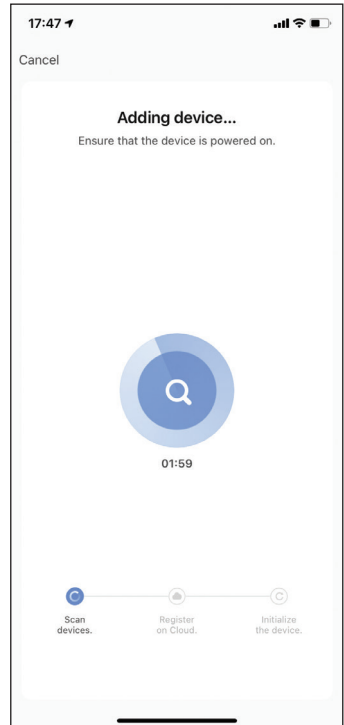 17:47
Cancel
Adding device...
Ensure that the device is powered on.
01:59
Scan
devices.
Register
on Cloud.
Initialize
the device.